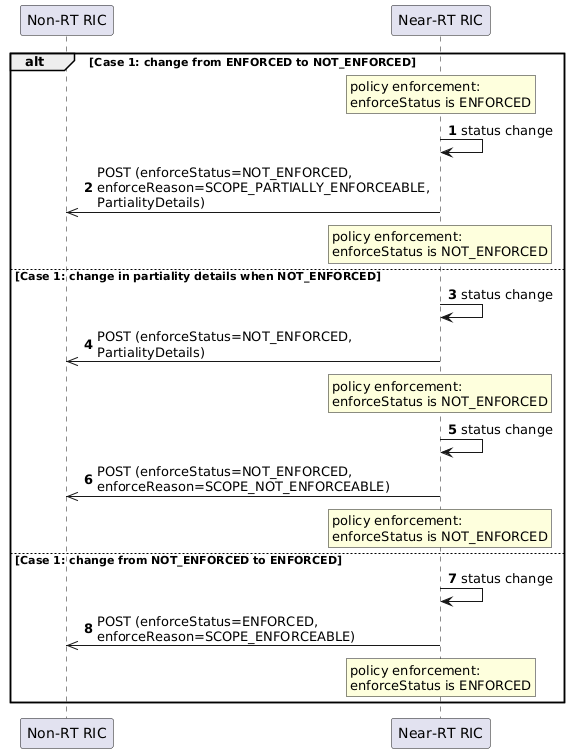 Non-RT RIC
Near-RT RIC
alt
[Case 1: change from ENFORCED to NOT_ENFORCED]
policy enforcement:
enforceStatus is ENFORCED
1 status change
POST (enforceStatus=NOT_ENFORCED,
2 enforceReason=SCOPE_PARTIALLY_ENFORCEABLE,
PartialityDetails)
policy enforcement:
enforceStatus is NOT_ENFORCED
[Case 1: change in partiality details when NOT_ENFORCED]
3 status change
4 POST (enforceStatus=NOT_ENFORCED,
PartialityDetails)
policy enforcement:
enforceStatus is NOT_ENFORCED
5 status change
6 POST (enforceStatus=NOT_ENFORCED,
enforceReason=SCOPE_NOT_ENFORCEABLE)
policy enforcement:
enforceStatus is NOT_ENFORCED
[Case 1: change from NOT_ENFORCED to ENFORCED]
7 status change
8 POST (enforceStatus=ENFORCED,
enforceReason=SCOPE_ENFORCEABLE)
policy enforcement:
enforceStatus is ENFORCED
Non-RT RIC
Near-RT RIC